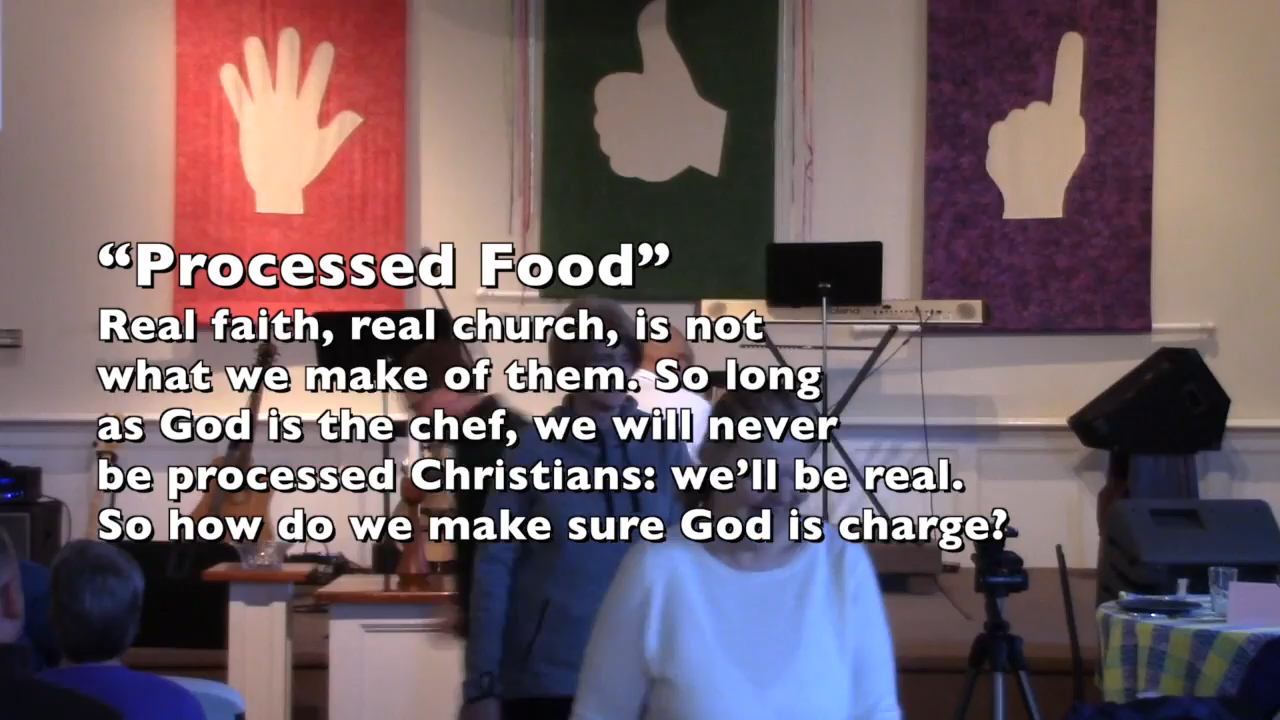 “Processed Food”
Real faith, real church, is not
what we make of them. So long
as God is the chef, we will never
be processed Christians: we’ll be real.
So how do we make sure God is charge?
Roland